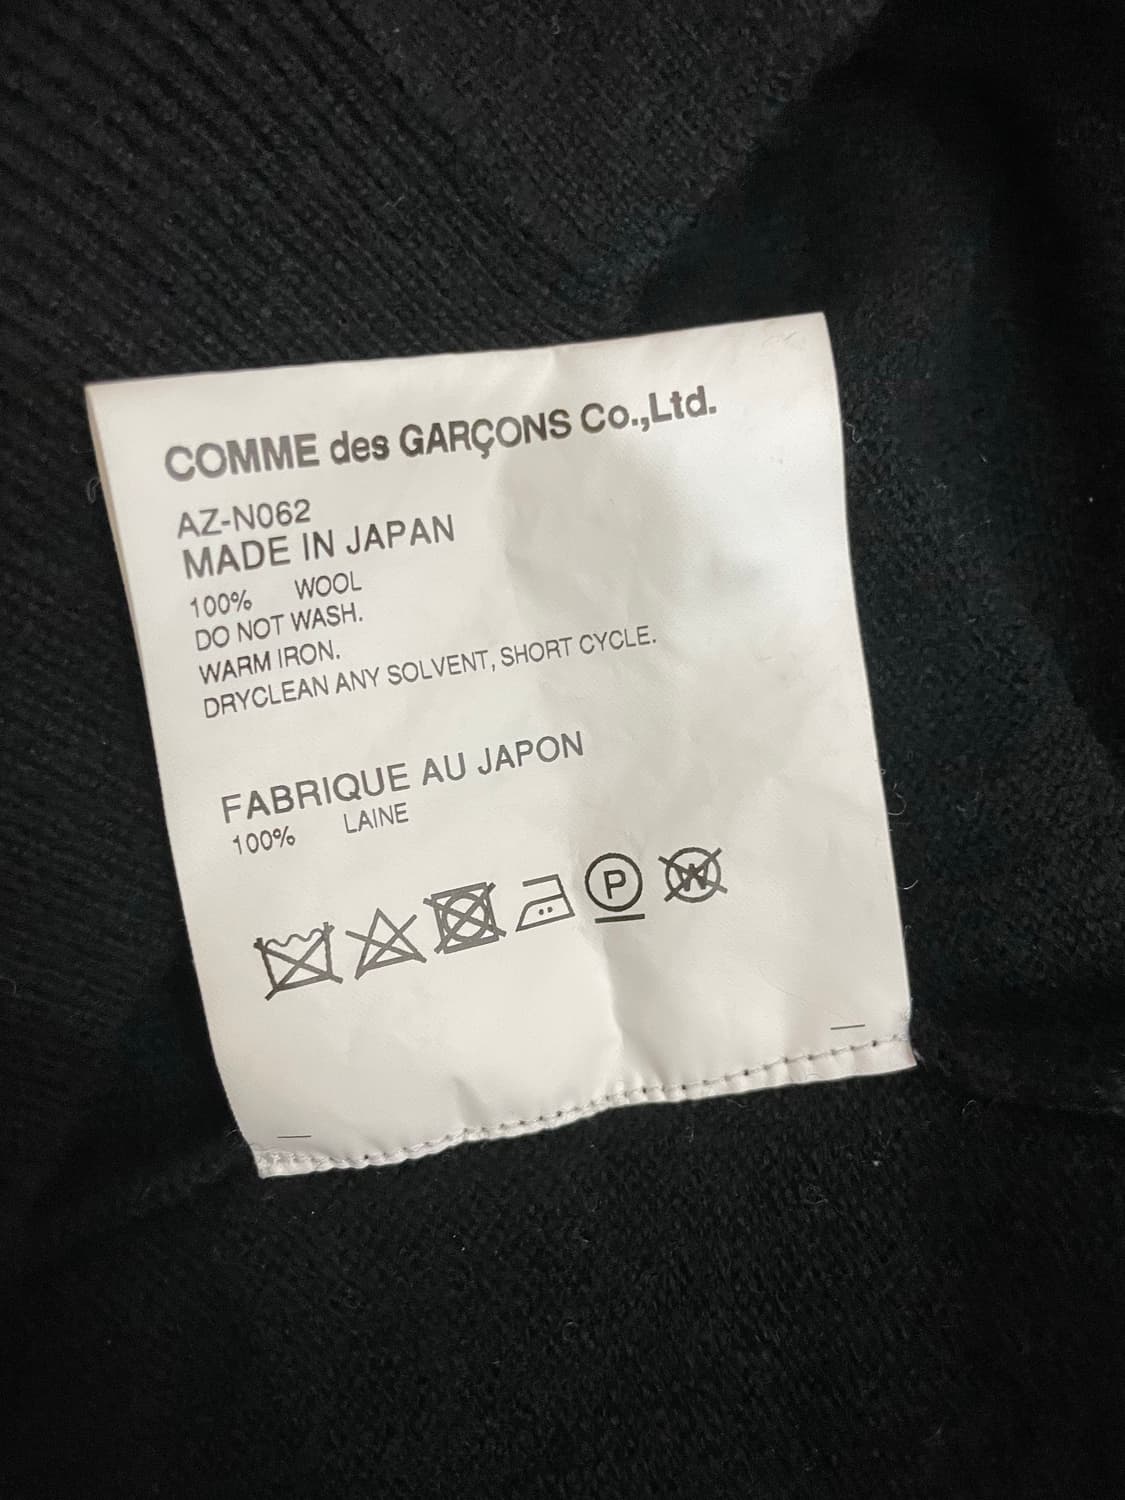 COMME des GARÇONS Co.,Ltd.
AZ-N062
MADE IN JAPAN
100% WOOL
DO NOT WASH.
WARM IRON.
DRYCLEAN ANY SOLVENT, SHORT CYCLE.
FABRIQUE AU JAPON
100% LAINE
P W